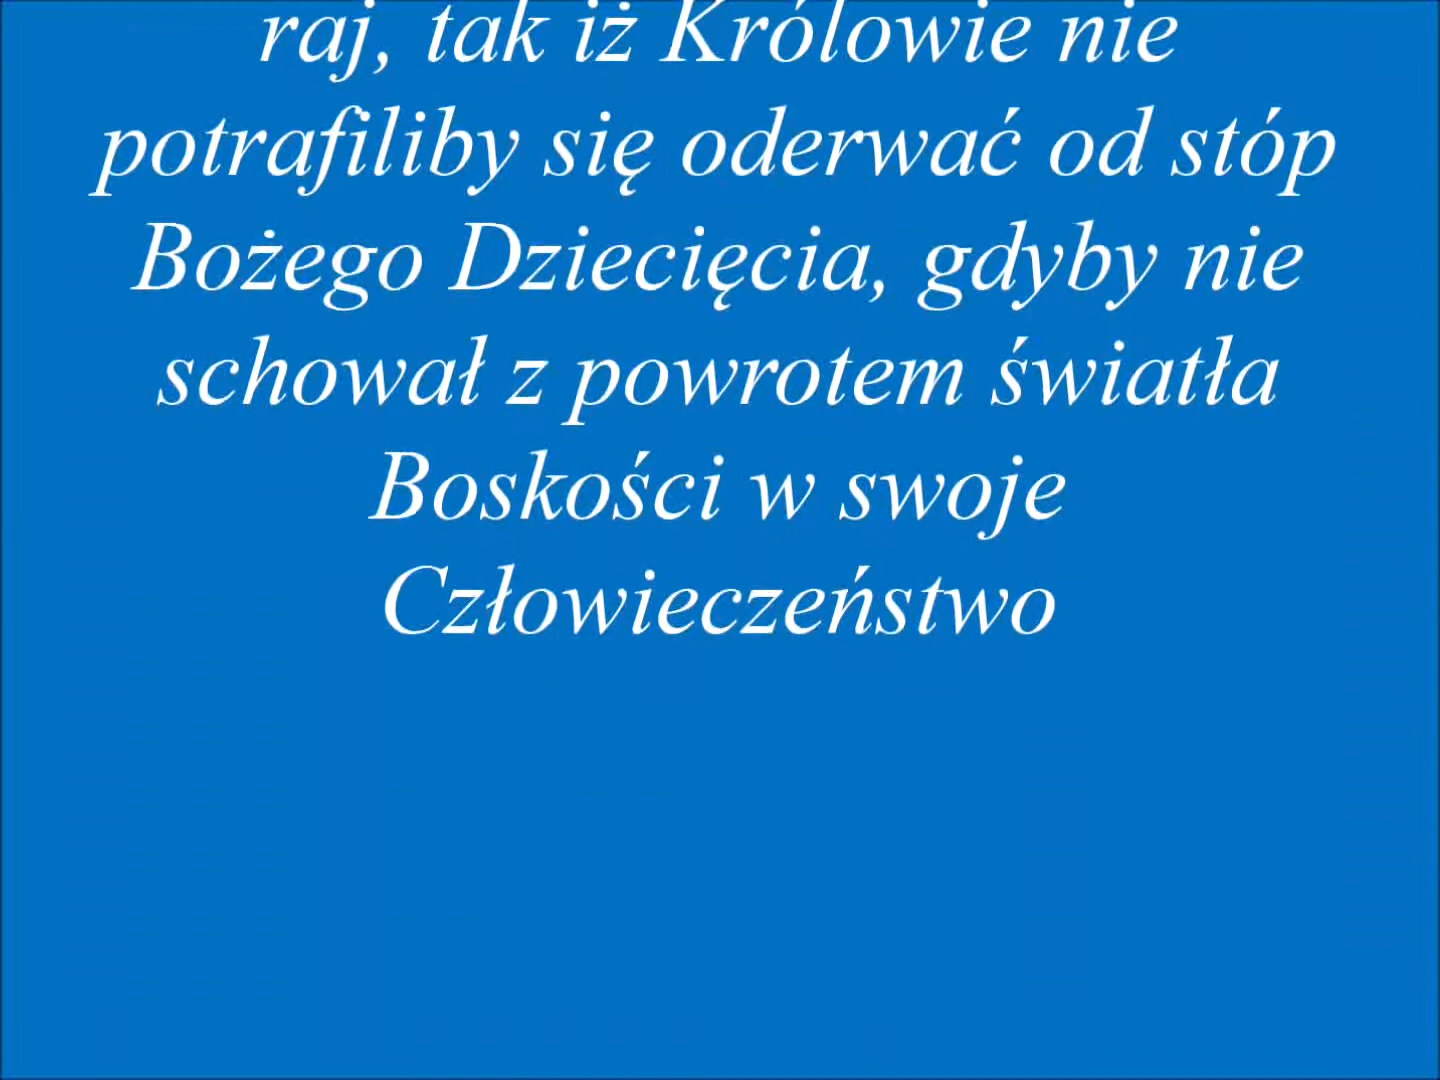 raj, tak iż Królowie nie
potrafiliby się oderwać od stóp
Bożego Dziecięcia, gdyby nie
schował z powrotem światła
Boskości w swoje
Człowieczeństwo